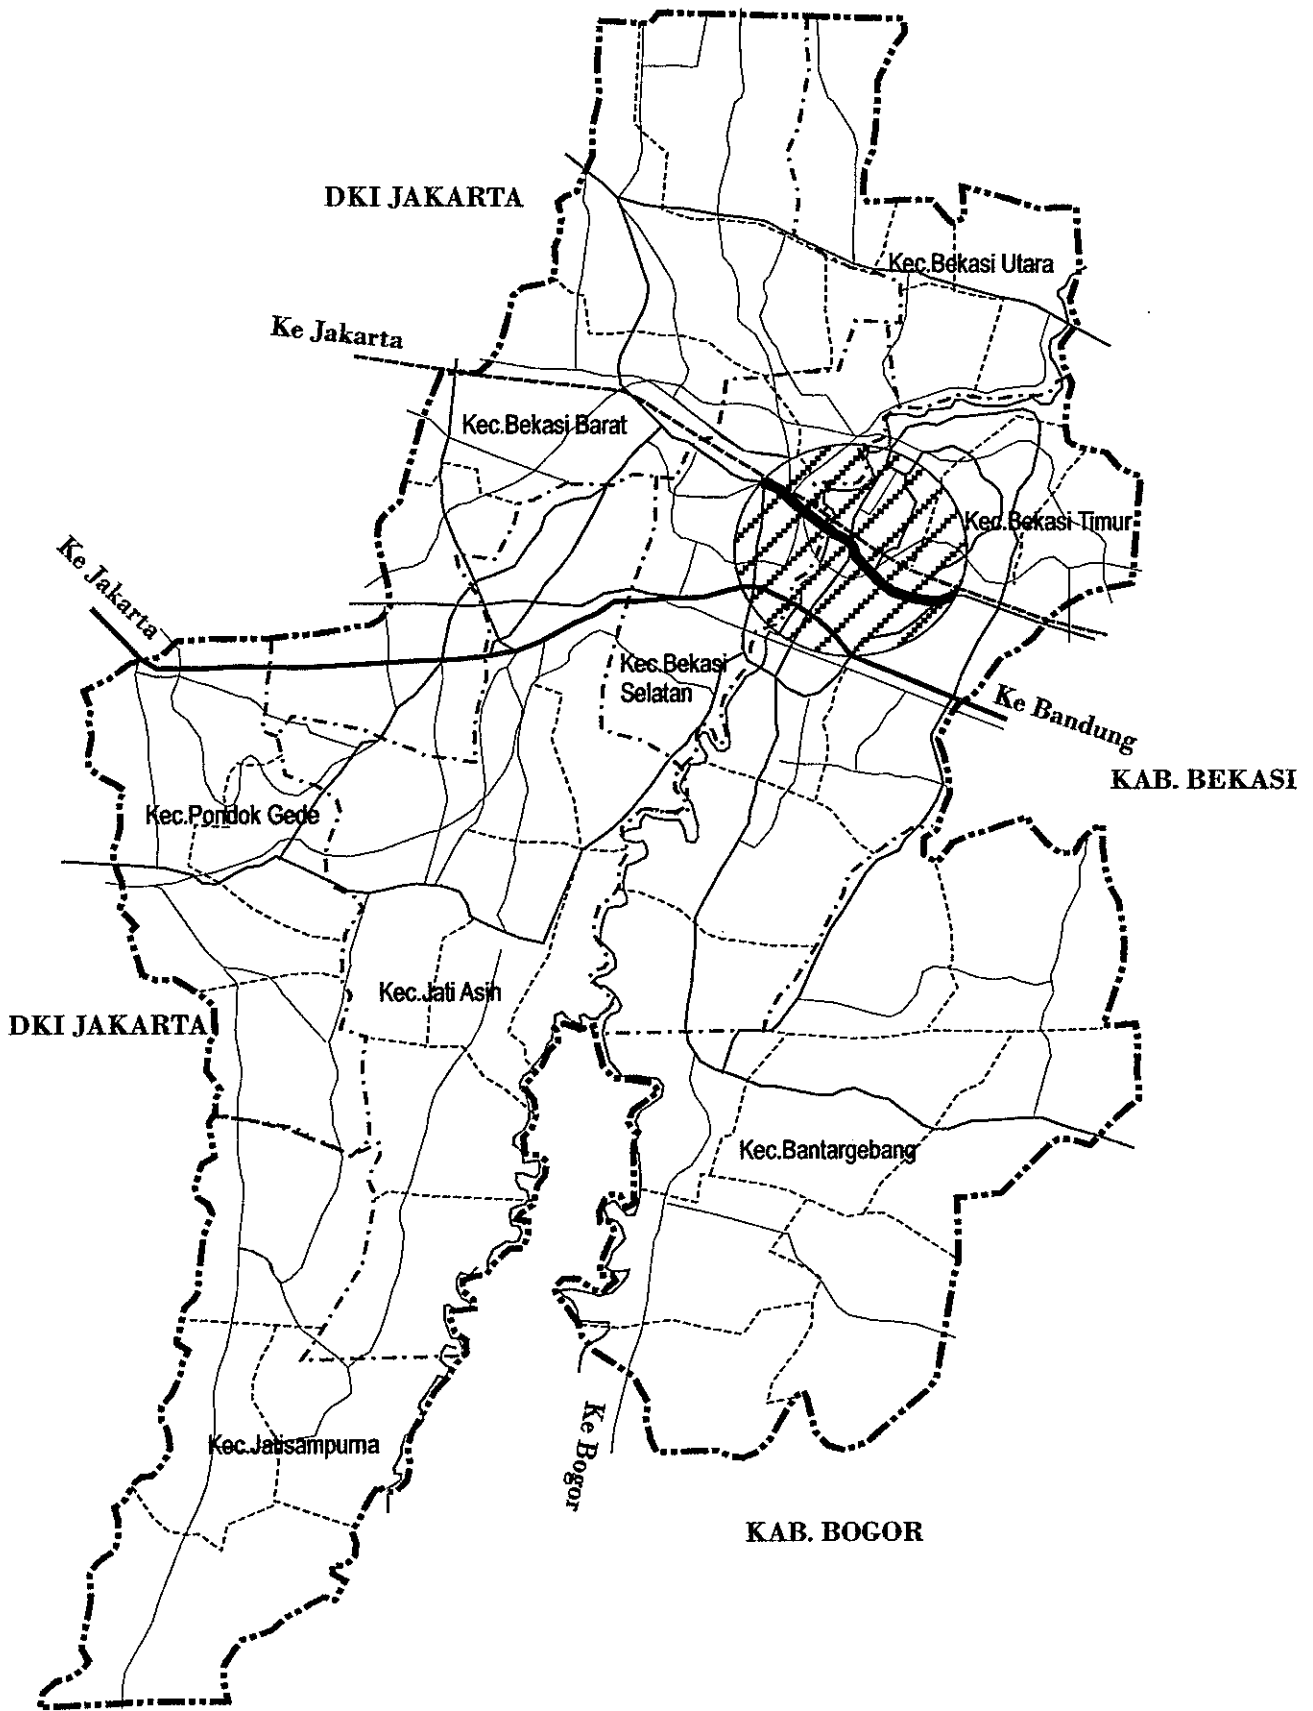 DKI JAKARTA
Kec.Bekasi Utara
Ke Jakarta
Kec.Bekasi Barat
Kec.Bekasi Timur
Ke Jakarta
Kec.Bekasi
Selatan
Ke Bandung
KAB. BEKASI
Kec.Pondok Gede
Kec.Jati Asih
DKI JAKARTA
Kec.Bantargebang
Kec.Jatisampurna
Ke Bogor
KAB. BOGOR